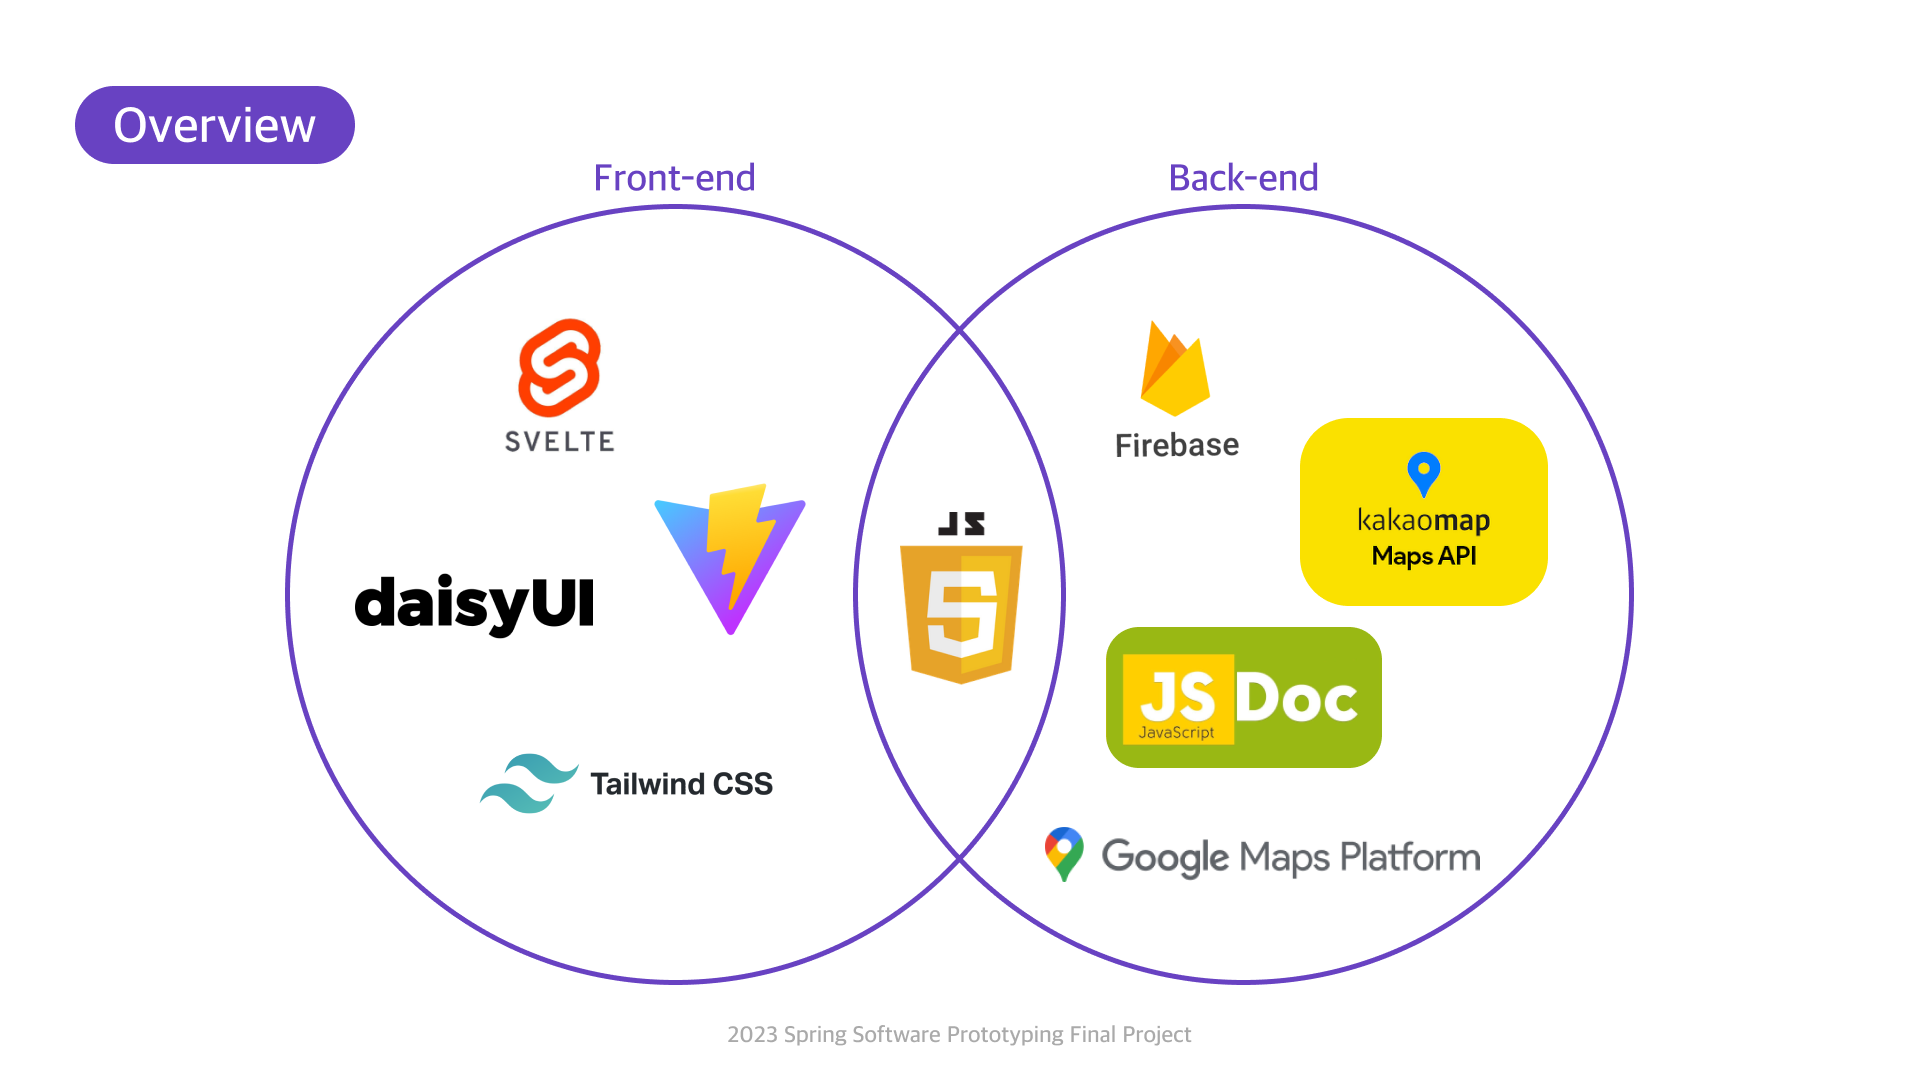 Overview
Front-end
Back-end
SVELTE
daisyUI
Tailwind CSS
JS
5
Firebase
kakaomap
Maps API
JS Doc
JavaScript
Google Maps Platform
2023 Spring Software Prototyping Final Project